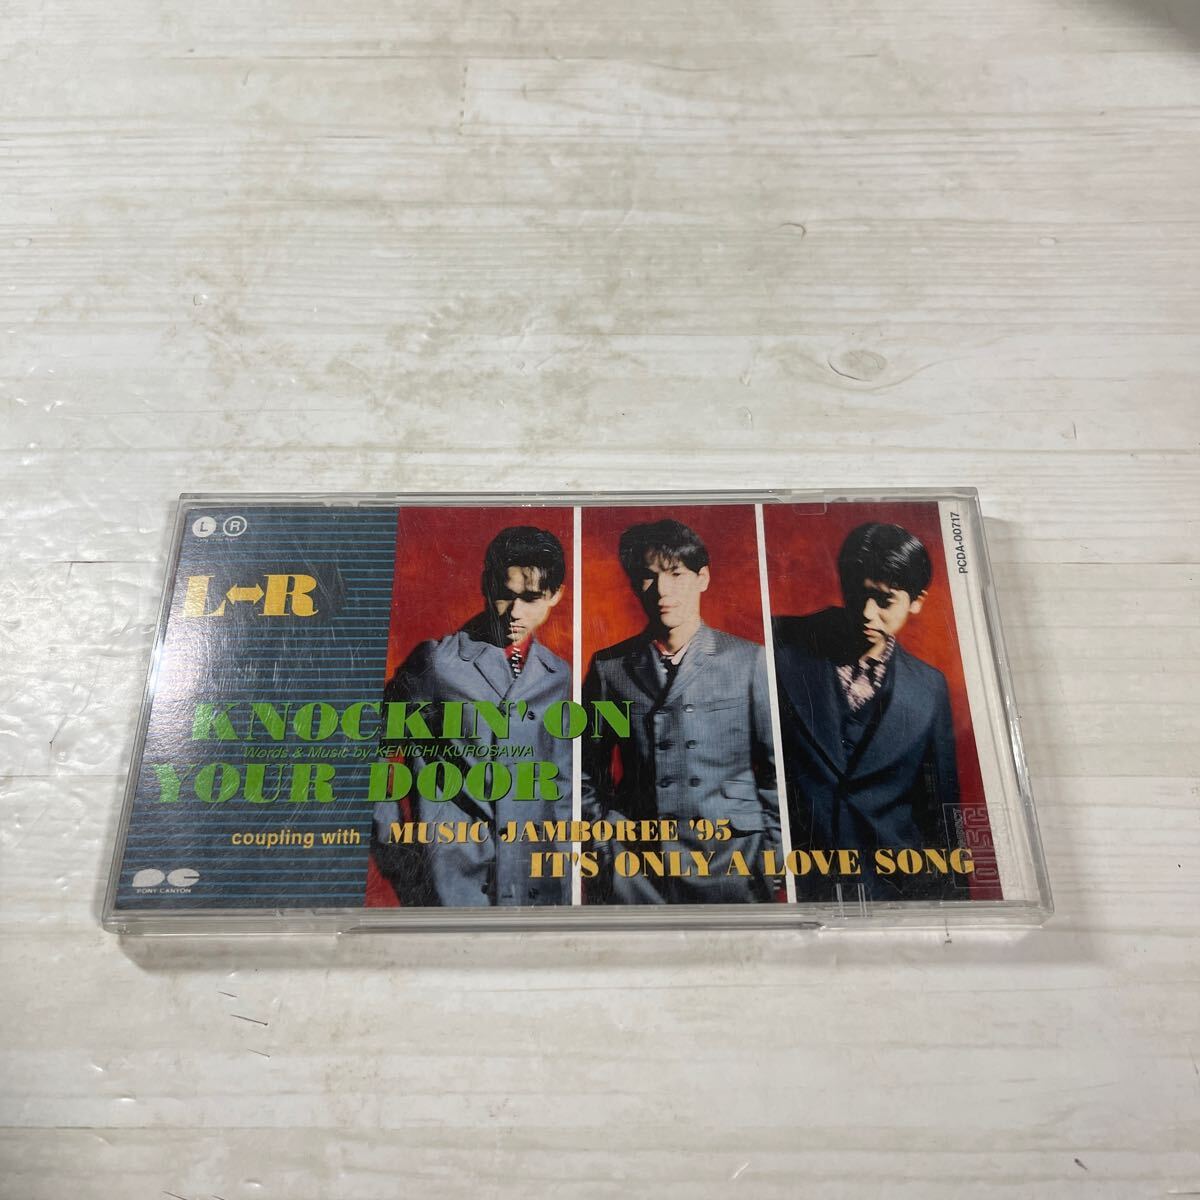 L R
L↔R
PCDA-00717
KNOCKIN' ON
Words & Music by KENICHI KUROSAWA
YOUR DOOR
coupling with MUSIC JAMBOREE '95
IT'S ONLY A LOVE SONG
PONY CANYON